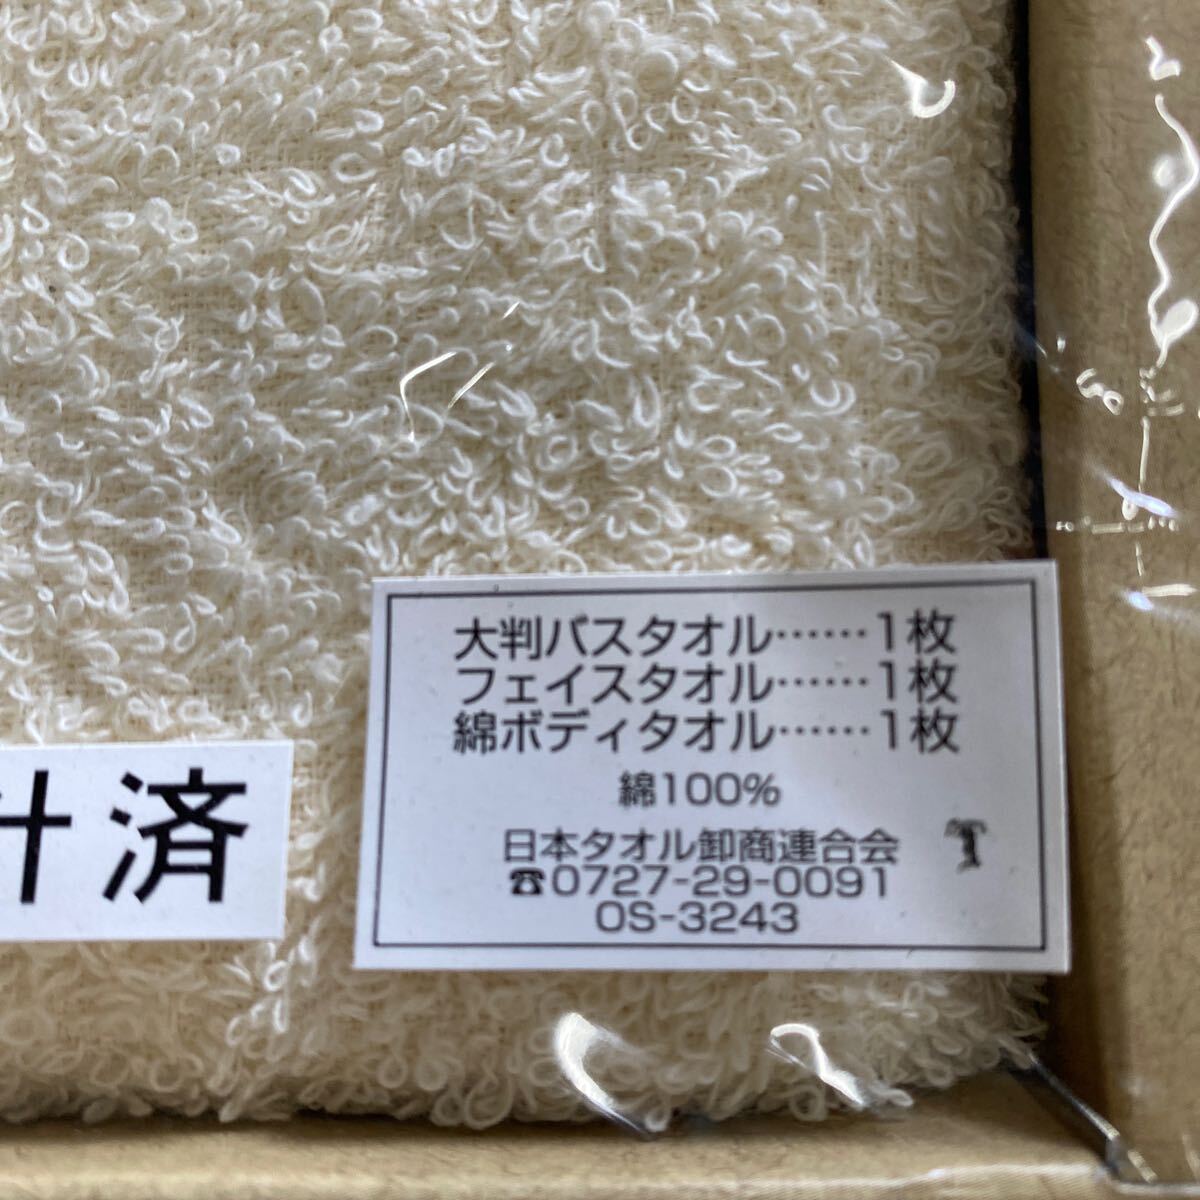 大判バスタオル……1枚
フェイスタオル……1枚
綿ボディタオル……1枚
綿100%
日本タオル卸商連合会
☎0727-29-0091
OS-3243
計済